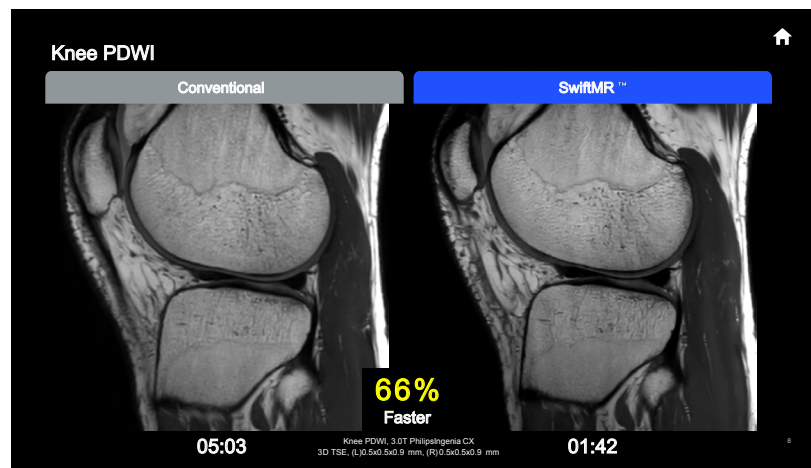 Knee PDWI
Conventional
SwiftMR ™
66%
Faster
05:03
Knee PDWI, 3.0T PhilipsIngenia CX
3D TSE, (L)0.5x0.5x0.9 mm, (R)0.5x0.5x0.9 mm
01:42
8